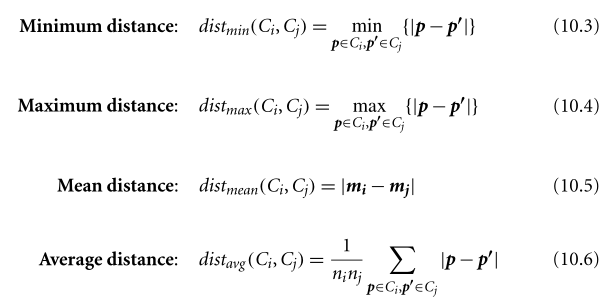 Minimum distance: dist_min(C_i, C_j) = min_{p∈C_i, p′∈C_j} {|p − p′|} (10.3)
Maximum distance: dist_max(C_i, C_j) = max_{p∈C_i, p′∈C_j} {|p − p′|} (10.4)
Mean distance: dist_mean(C_i, C_j) = |m_i − m_j| (10.5)
Average distance: dist_avg(C_i, C_j) = \frac{1}{n_i n_j} ∑_{p∈C_i, p′∈C_j} |p − p′| (10.6)